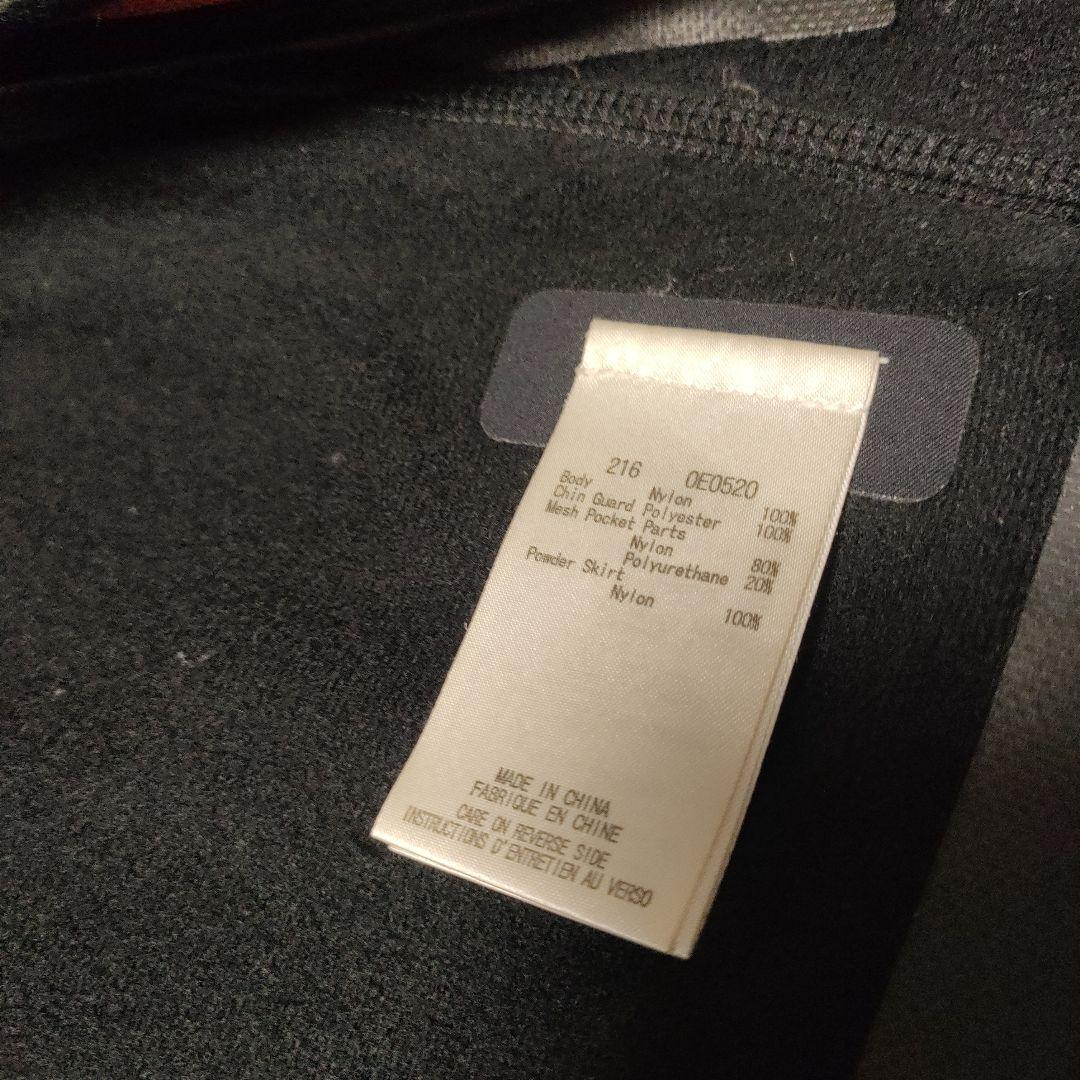 216 0E0520
Body Nylon 100%
Chin Guard Polyester 100%
Mesh Pocket Parts
Nylon 80%
Polyurethane 20%
Powder Skirt
Nylon 100%
MADE IN CHINA
FABRIQUE EN CHINE
CARE ON REVERSE SIDE
INSTRUCTIONS D'ENTRETIEN AU VERSO